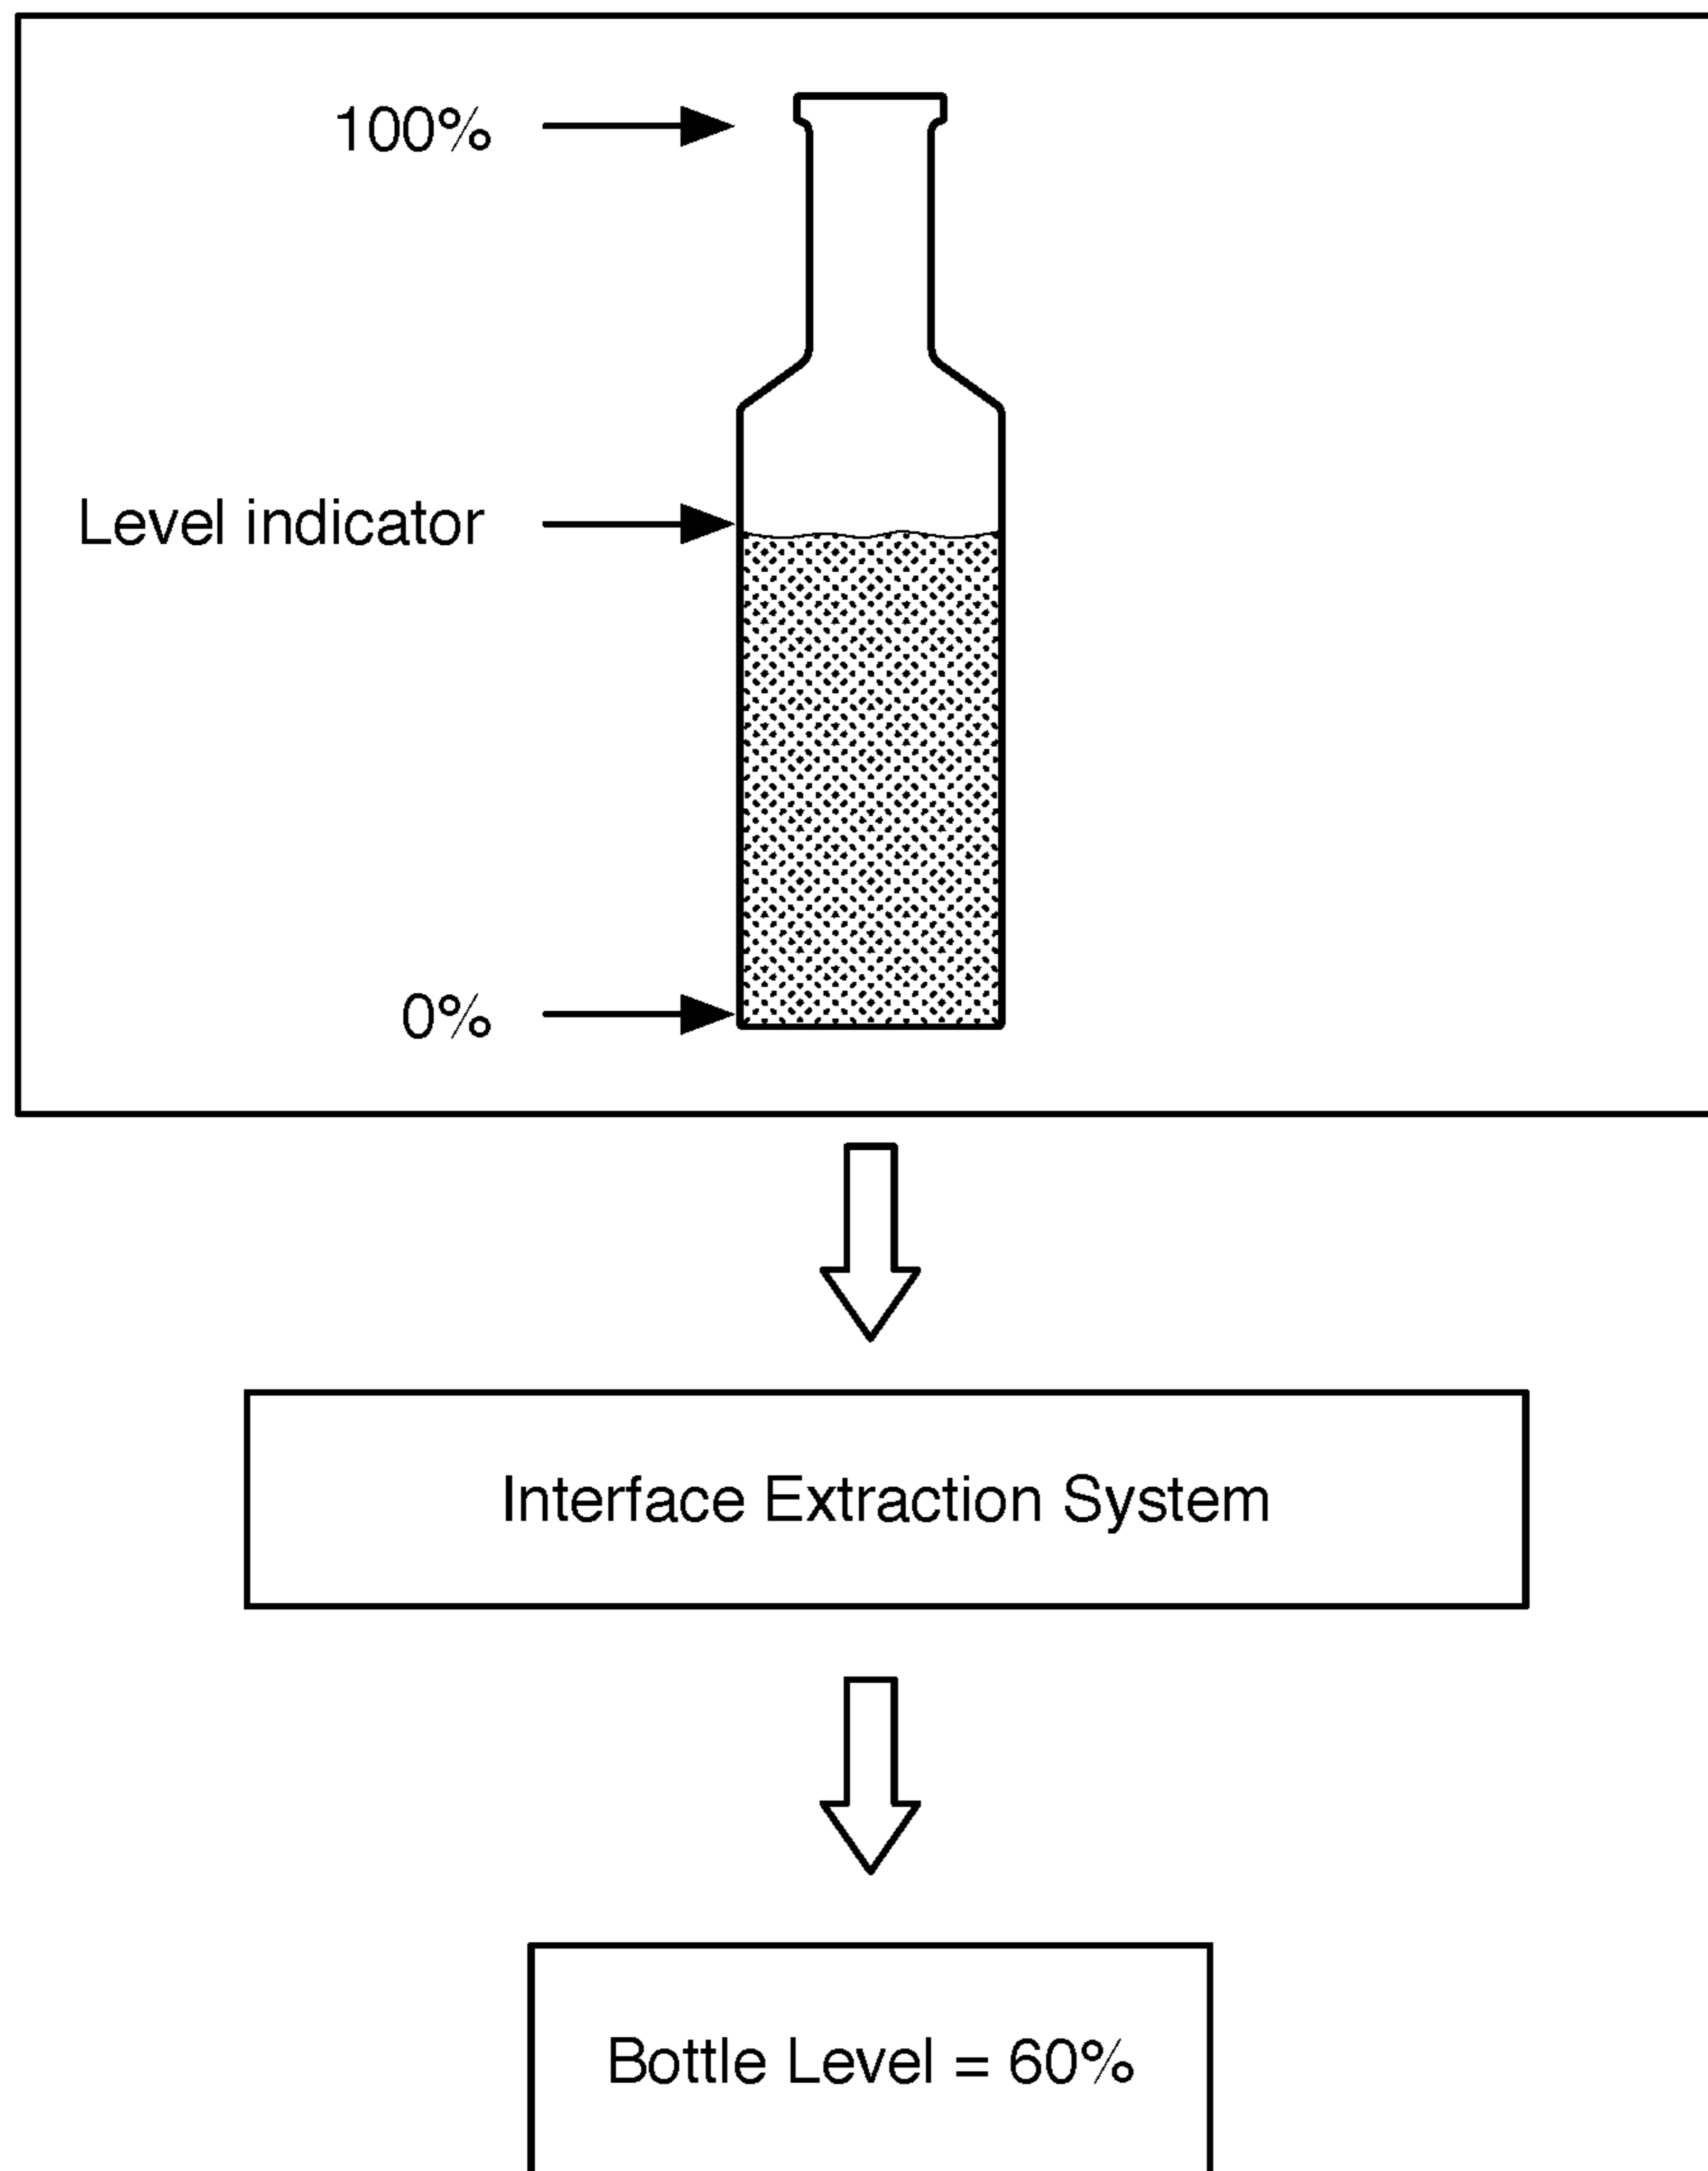 100%
Level indicator
0%
Interface Extraction System
Bottle Level = 60%